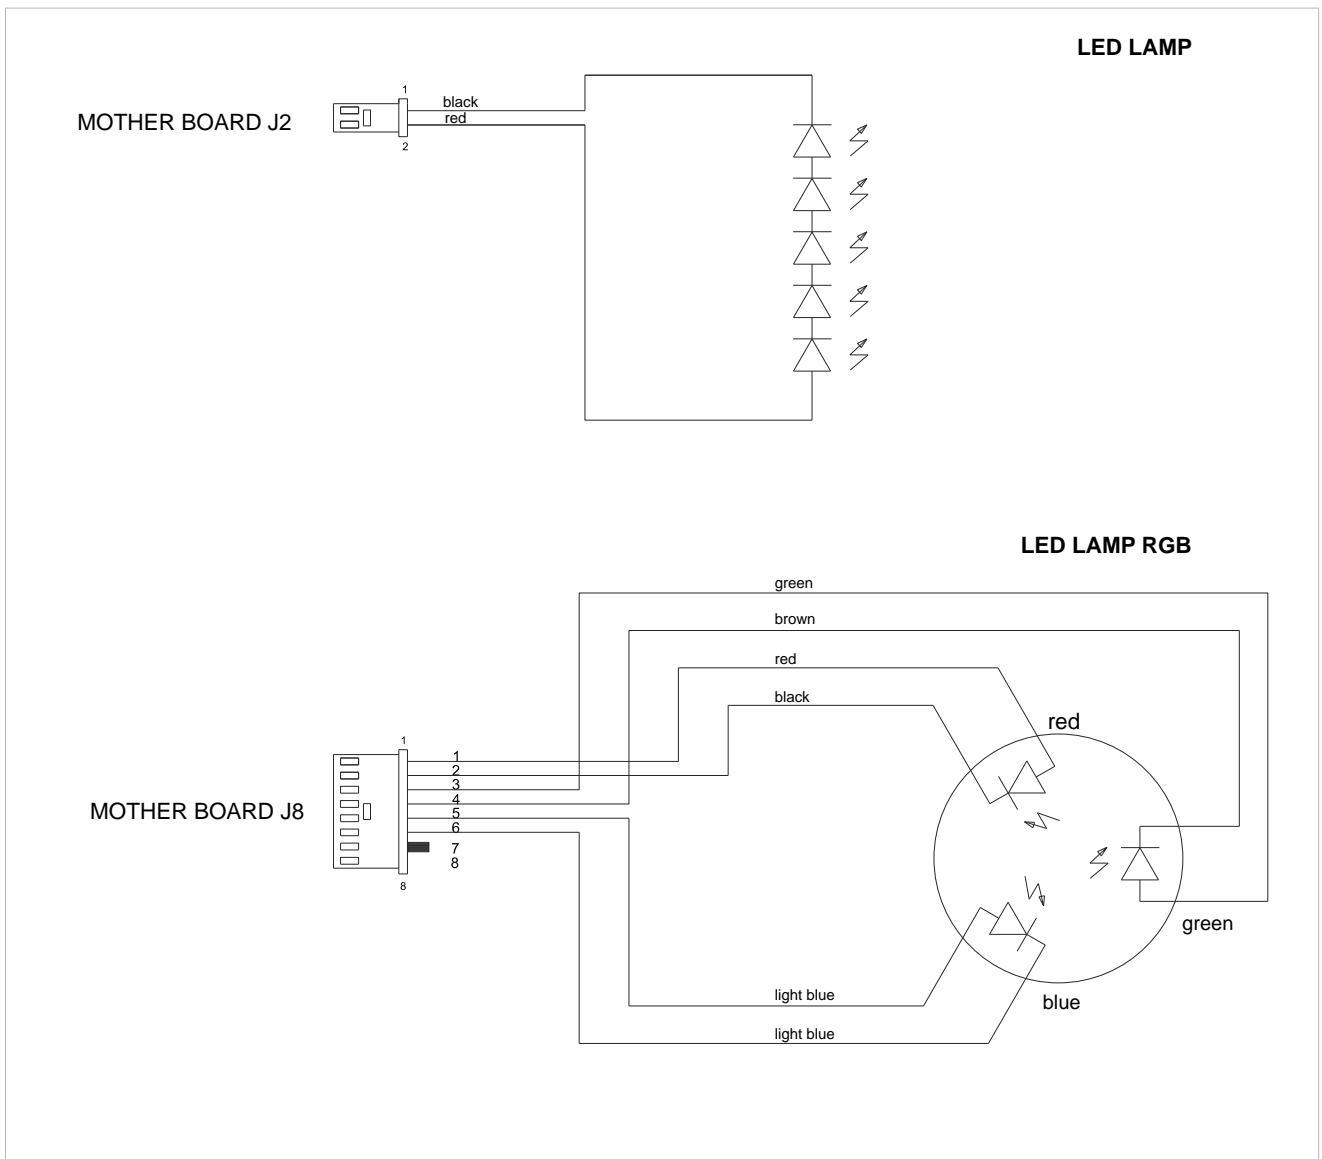 LED LAMP
1
black
MOTHER BOARD J2
red
2
LED LAMP RGB
green
brown
red
black
red
1
1
2
3
MOTHER BOARD J8
4
5
6
7
8
8
green
light blue
blue
light blue